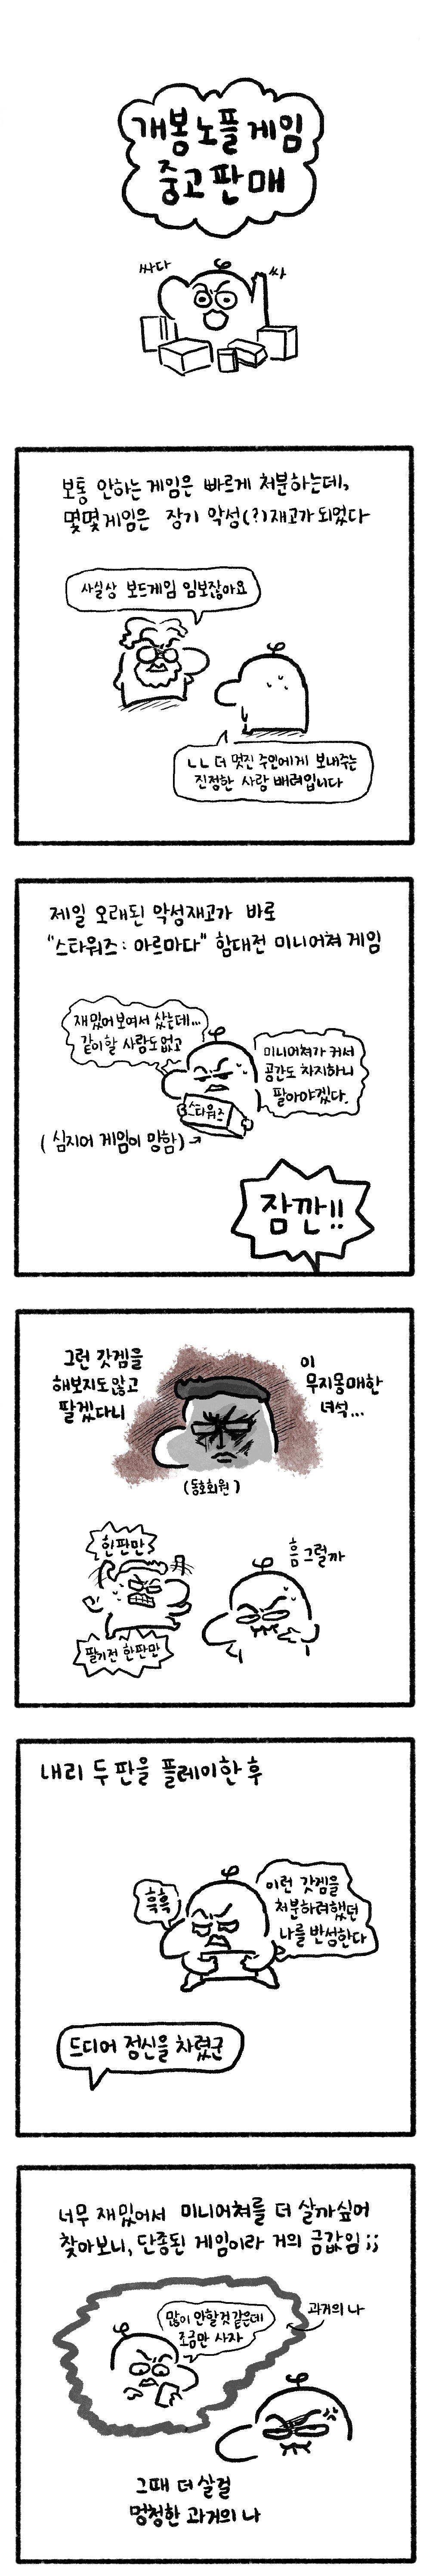 개봉노플게임
중고판매
싸다
싸
보통 안하는 게임은 빠르게 처분하는데,
몇몇게임은 장기 악성(?)재고가 되었다
사실상 보드게임 임보잖아요
ㄴㄴ 더 멋진 주인에게 보내주는
진정한 사랑 배려입니다
제일 오래된 악성재고가 바로
"스타워즈: 아르마다" 함대전 미니어쳐 게임
재밌어보여서 샀는데...
같이할 사람도없고
미니어쳐가 커서
공간도 차지하니
팔아야겠다.
스타워즈
(심지어 게임이 망함)
잠깐!!
그런 갓겜을
해보지도않고
팔겠다니
이
무지몽매한
녀석...
(동호회원)
한판만
흠 그럴까
팔기전 한판만
내리 두판을 플레이한후
흑흑
이런 갓겜을
처분하려했던
나를 반성한다
드디어 정신을 차렸군
너무 재밌어서 미니어쳐를 더 살까싶어
찾아보니, 단종된 게임이라 거의 금값임;;
과거의 나
많이 안할것 같은데
조금만 사자
그때 더 살걸
멍청한 과거의 나